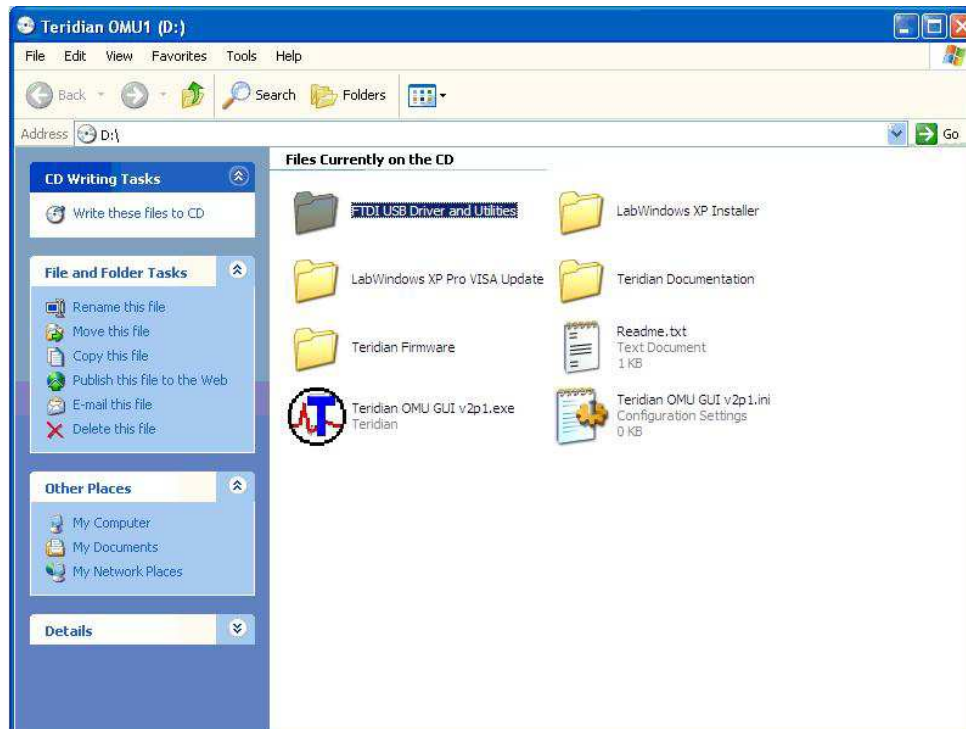 Teridian OMU1 (D:)
File Edit View Favorites Tools Help
Back Search Folders
Address D:\ Go
CD Writing Tasks
Write these files to CD
File and Folder Tasks
Rename this file
Move this file
Copy this file
Publish this file to the Web
E-mail this file
Delete this file
Other Places
My Computer
My Documents
My Network Places
Details
Files Currently on the CD
FTDI USB Driver and Utilities
LabWindows XP Installer
LabWindows XP Pro VISA Update
Teridian Documentation
Teridian Firmware
Readme.txt
Text Document
1 KB
Teridian OMU GUI v2p1.exe
Teridian
Teridian OMU GUI v2p1.ini
Configuration Settings
0 KB